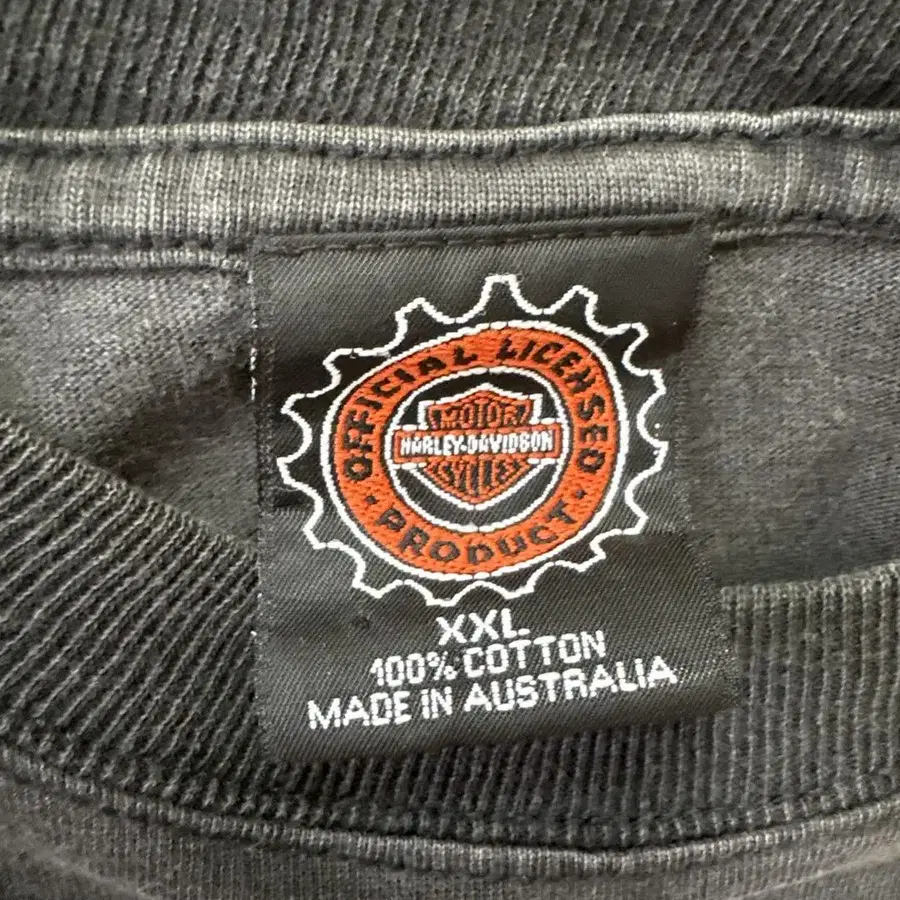 OFFICIAL LICENSED
MOTOR
HARLEY-DAVIDSON
CYCLES
· PRODUCT ·
XXL
100% COTTON
MADE IN AUSTRALIA